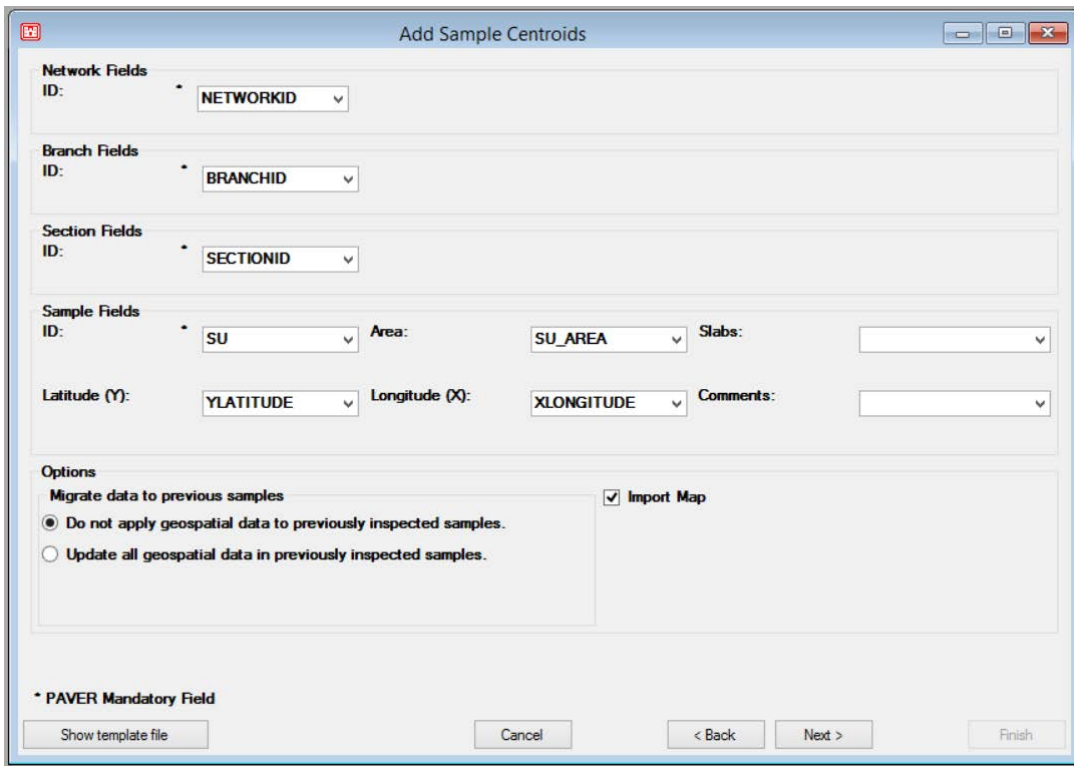 Add Sample Centroids
Network Fields
ID: * NETWORKID
Branch Fields
ID: * BRANCHID
Section Fields
ID: * SECTIONID
Sample Fields
ID: * SU Area: SU_AREA Slabs:
Latitude (Y): YLATITUDE Longitude (X): XLONGITUDE Comments:
Options
Migrate data to previous samples
Import Map
Do not apply geospatial data to previously inspected samples.
Update all geospatial data in previously inspected samples.
* PAVER Mandatory Field
Show template file Cancel < Back Next > Finish